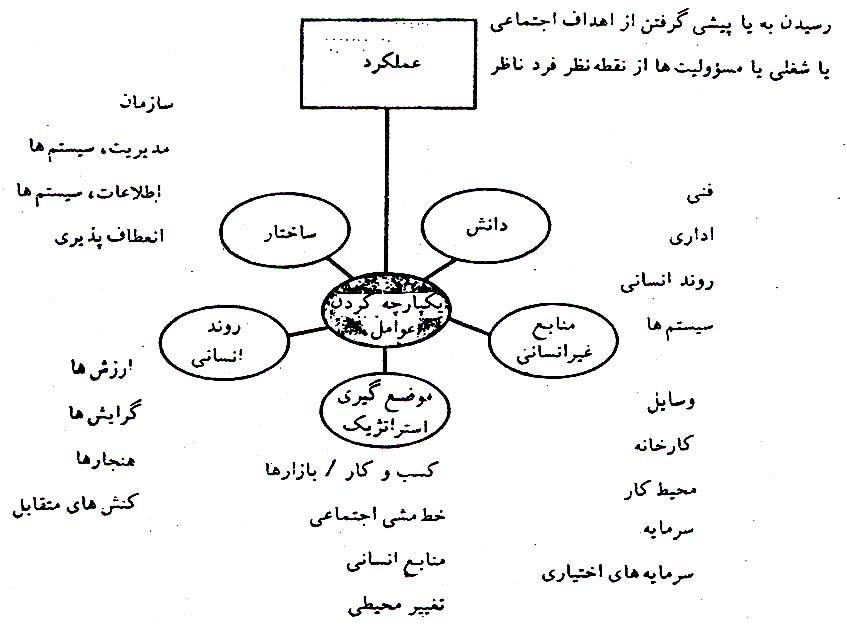 رسیدن به یا پیشی گرفتن از اهداف اجتماعی
یا شغلی یا مسؤولیت ها از نقطه نظر فرد ناظر
عملکرد
سازمان
مدیریت، سیستم ها
اطلاعات، سیستم ها
انعطاف پذیری
ساختار
دانش
فنی
اداری
روند انسانی
سیستم ها
یکپارچه کردن
عوامل
روند
انسانی
منابع
غیرانسانی
ارزش ها
گرایش ها
هنجارها
کنش های متقابل
موضع گیری
استراتژیک
کسب و کار / بازارها
خط مشی اجتماعی
منابع انسانی
تغییر محیطی
وسایل
کارخانه
محیط کار
سرمایه
سرمایه های اختیاری